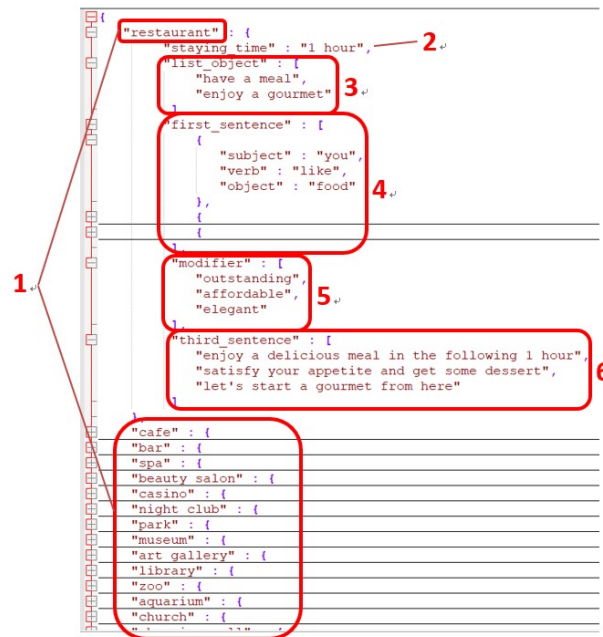 {
"restaurant" : {
"staying_time" : "1 hour", 2
"list_object" : [
"have a meal",
"enjoy a gourmet" 3
]
"first_sentence" : [
{
"subject" : "you",
"verb" : "like", 4
"object" : "food"
},
{
{
],
1 "modifier" : [
"outstanding",
"affordable", 5
"elegant"
],
"third_sentence" : [
"enjoy a delicious meal in the following 1 hour",
"satisfy your appetite and get some dessert", 6
"let's start a gourmet from here"
]
},
"cafe" : {
"bar" : {
"spa" : {
"beauty salon" : {
"casino" : {
"night club" : {
"park" : {
"museum" : {
"art gallery" : {
"library" : {
"zoo" : {
"aquarium" : {
"church" : {